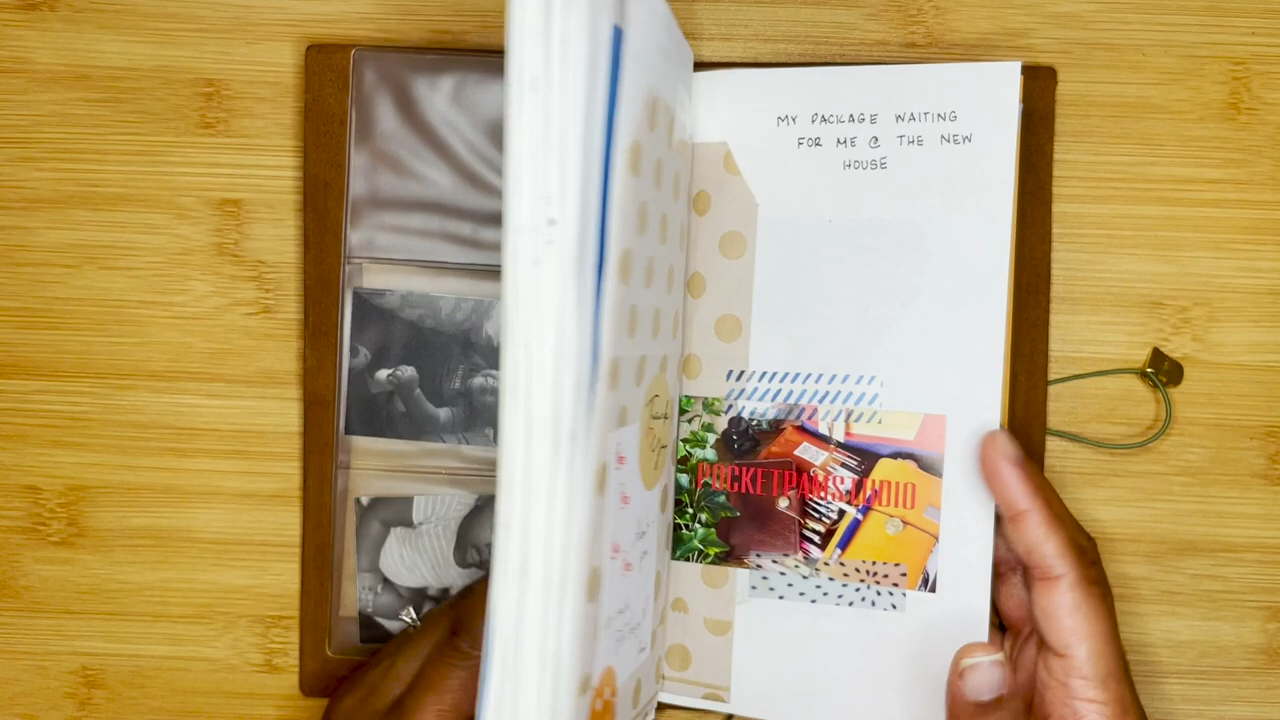 MY PACKAGE WAITING
FOR ME @ THE NEW
HOUSE
POCKETPAMSTUDIO